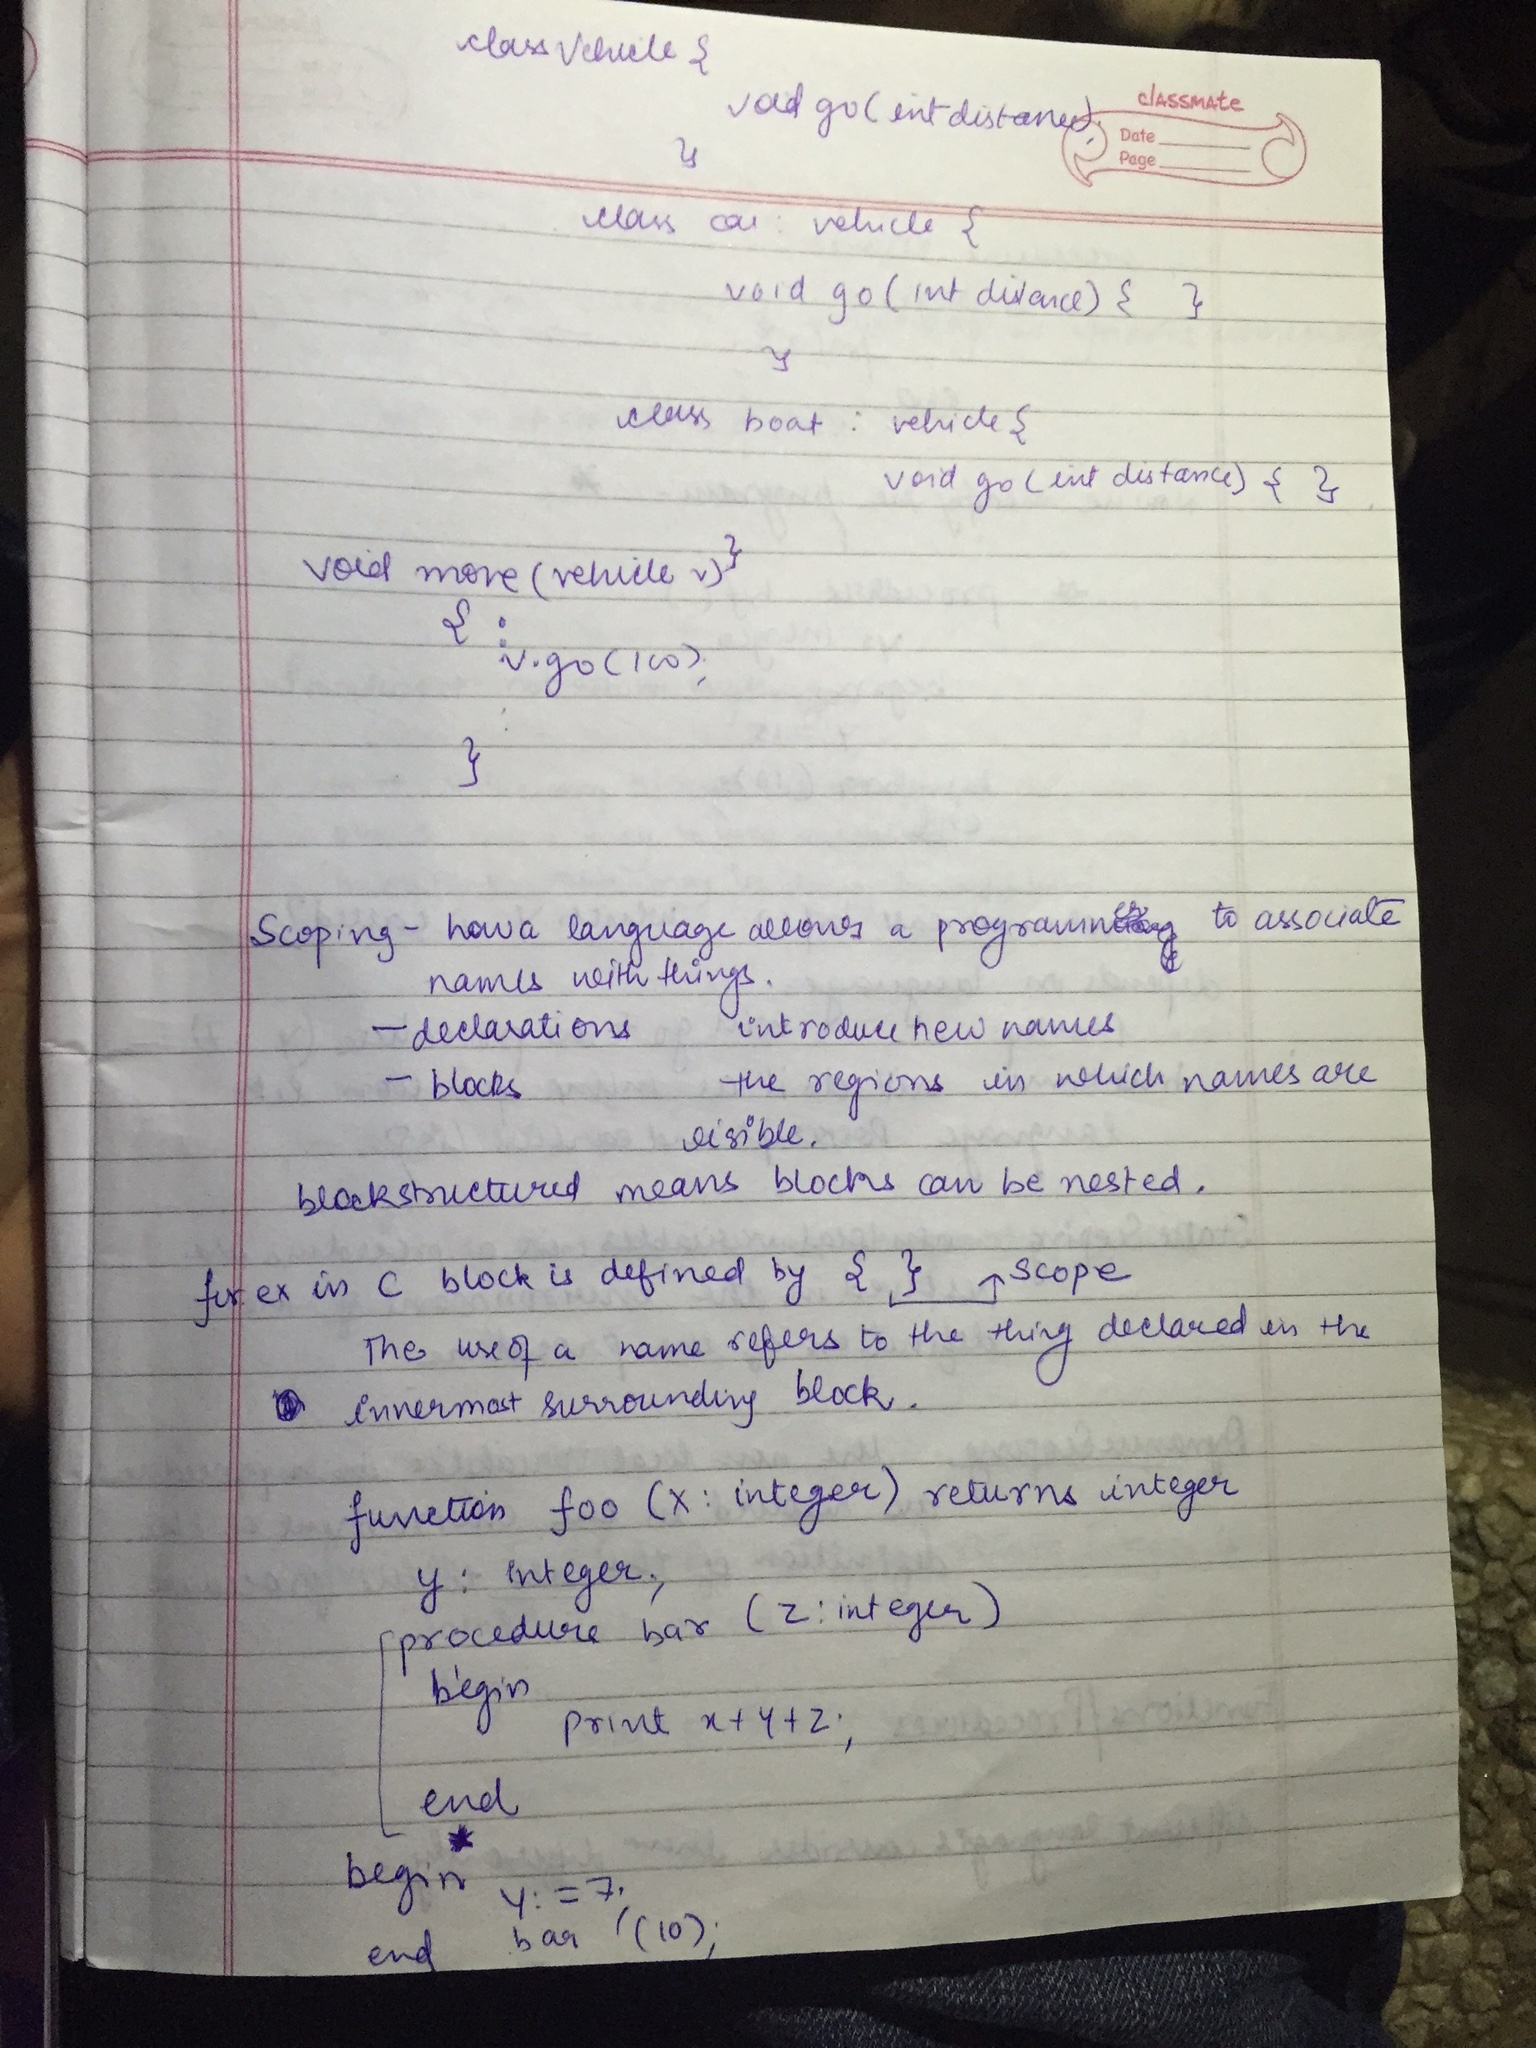 class Vehicle {
void go(int distance);
}
classmate
Date
Page
class car : vehicle {
void go(int distance) { }
}
class boat : vehicle {
void go(int distance) { }
void move(vehicle v) }
{ :
v.go(100);
}
Scoping - how a language allows a programmer to associate
names with things.
- declarations introduce new names
- blocks the regions in which names are
visible.
blockstructured means blocks can be nested.
for ex in C block is defined by { } scope
The use of a name refers to the thing declared in the
innermost surrounding block.
function foo (x : integer) returns integer
y : integer;
procedure bar (z : integer)
begin
print x+y+z;
end
begin
y := 7;
bar (10);
end